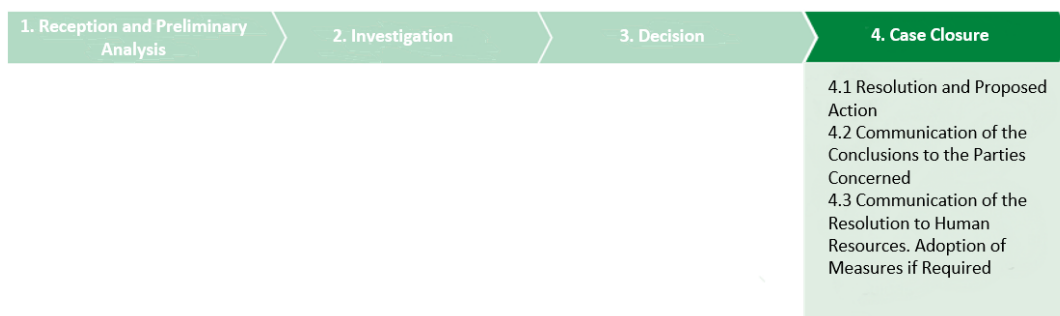 1. Reception and Preliminary
Analysis
2. Investigation
3. Decision
4. Case Closure
4.1 Resolution and Proposed
Action
4.2 Communication of the
Conclusions to the Parties
Concerned
4.3 Communication of the
Resolution to Human
Resources. Adoption of
Measures if Required